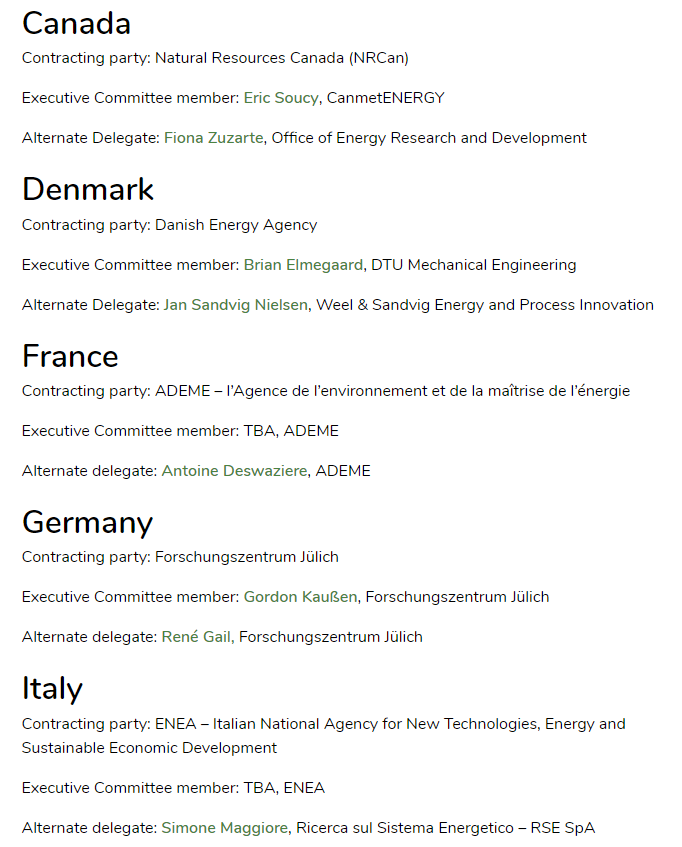 Canada
Contracting party: Natural Resources Canada (NRCan)
Executive Committee member: Eric Soucy, CanmetENERGY
Alternate Delegate: Fiona Zuzarte, Office of Energy Research and Development
Denmark
Contracting party: Danish Energy Agency
Executive Committee member: Brian Elmegaard, DTU Mechanical Engineering
Alternate Delegate: Jan Sandvig Nielsen, Weel & Sandvig Energy and Process Innovation
France
Contracting party: ADEME – l’Agence de l’environnement et de la maîtrise de l’énergie
Executive Committee member: TBA, ADEME
Alternate delegate: Antoine Deswaziere, ADEME
Germany
Contracting party: Forschungszentrum Jülich
Executive Committee member: Gordon Kaußen, Forschungszentrum Jülich
Alternate delegate: René Gail, Forschungszentrum Jülich
Italy
Contracting party: ENEA – Italian National Agency for New Technologies, Energy and
Sustainable Economic Development
Executive Committee member: TBA, ENEA
Alternate delegate: Simone Maggiore, Ricerca sul Sistema Energetico – RSE SpA